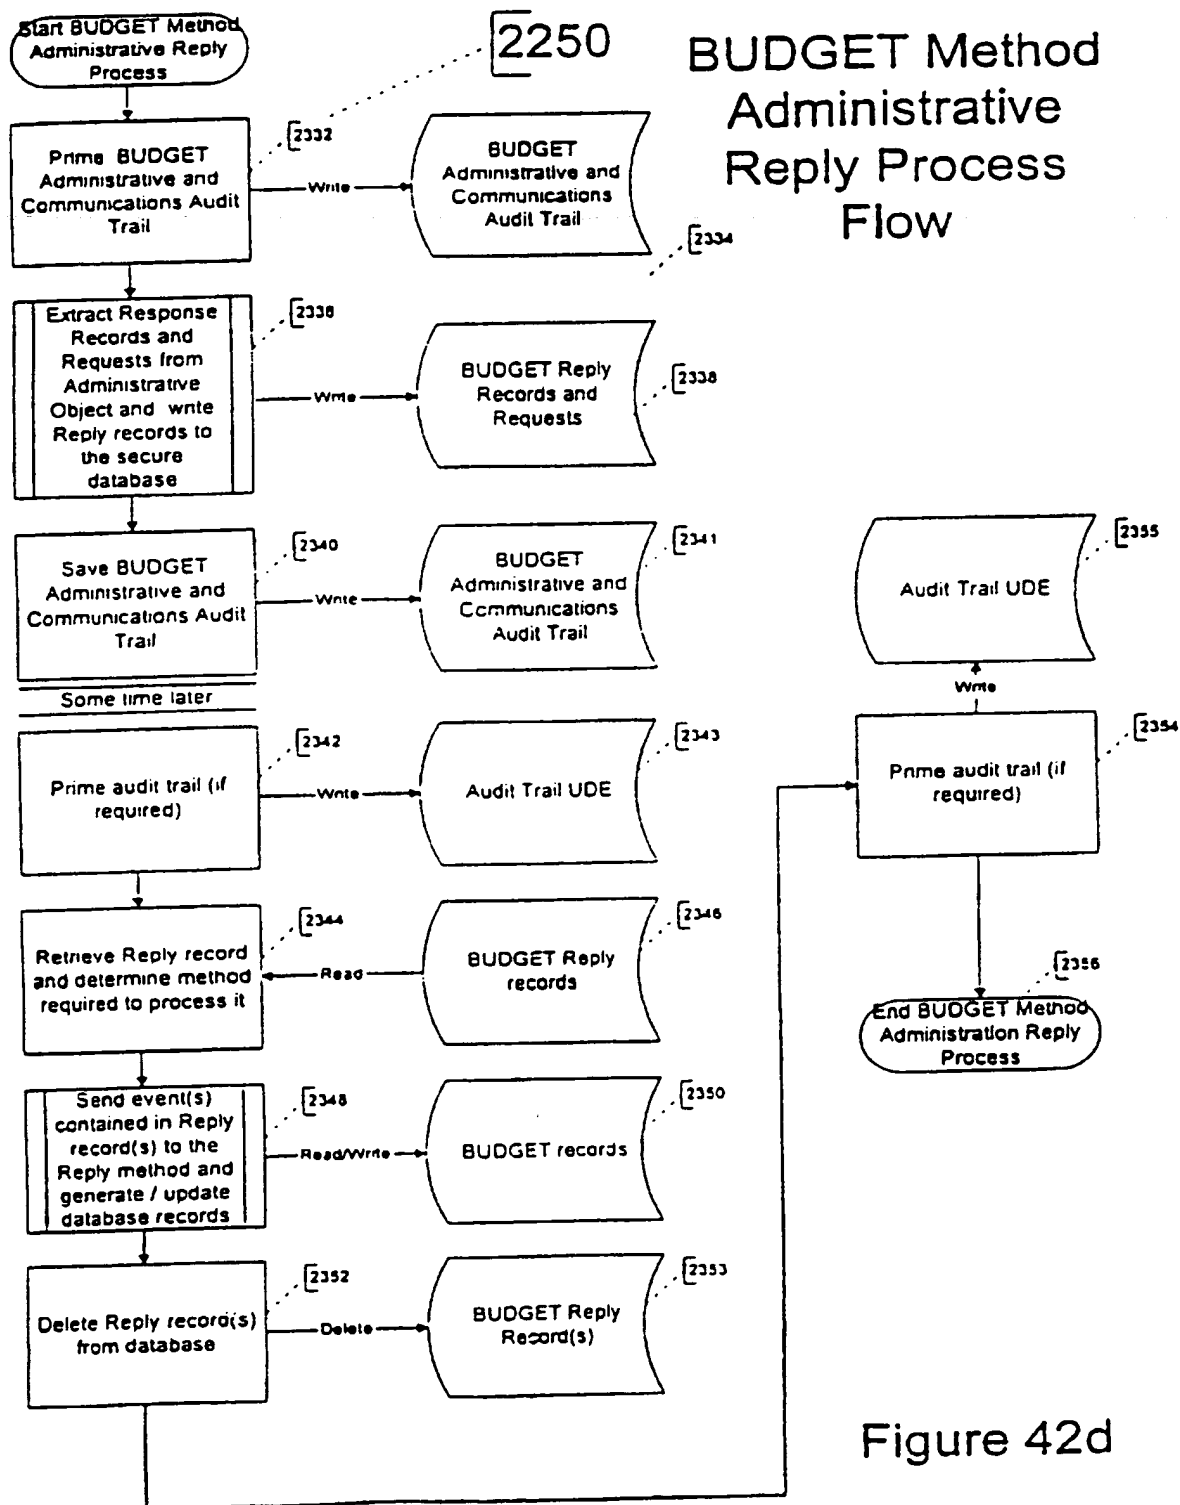 Start BUDGET Method
Administrative Reply
Process
2250
BUDGET Method
Administrative
Reply Process
Flow
2332
Prime BUDGET
Administrative and
Communications Audit
Trail
Write
BUDGET
Administrative and
Communications
Audit Trail
2334
Extract Response
Records and
Requests from
Administrative
Object and write
Reply records to
the secure
database
2336
Write
BUDGET Reply
Records and
Requests
2338
Save BUDGET
Administrative and
Communications Audit
Trail
2340
Write
BUDGET
Administrative and
Communications
Audit Trail
2341
Some time later
Prime audit trail (if
required)
2342
Write
Audit Trail UDE
2343
Retrieve Reply record
and determine method
required to process it
2344
Read
BUDGET Reply
records
2346
Send event(s)
contained in Reply
record(s) to the
Reply method and
generate / update
database records
2348
Read/Write
BUDGET records
2350
Delete Reply record(s)
from database
2352
Delete
BUDGET Reply
Record(s)
2353
Audit Trail UDE
2355
Write
Prime audit trail (if
required)
2354
2356
End BUDGET Method
Administration Reply
Process
Figure 42d